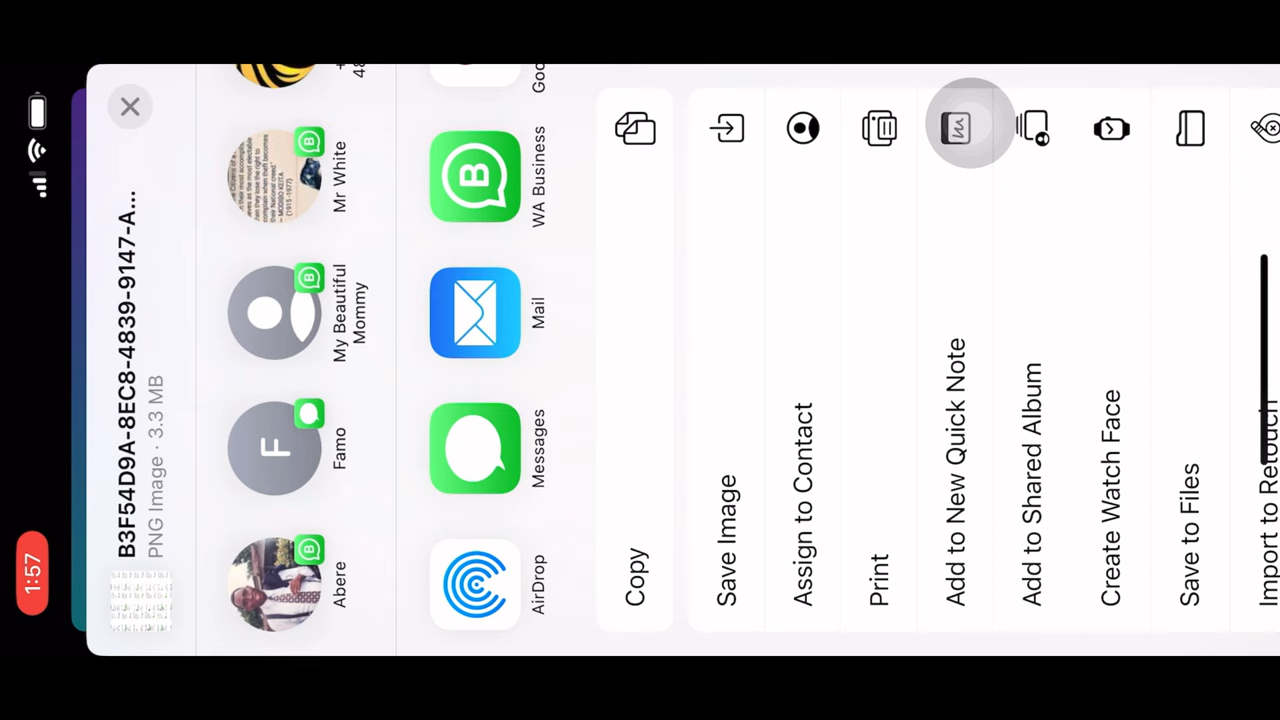 1:57
B3F54D9A-8EC8-4839-9147-A...
PNG Image · 3.3 MB
Abere
Famo
My Beautiful
Mommy
Mr White
AirDrop
Messages
Mail
WA Business
Goo
Copy
Save Image
Assign to Contact
Print
Add to New Quick Note
Add to Shared Album
Create Watch Face
Save to Files
Import to Retouch